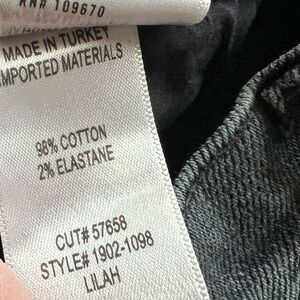 RN# 109670
MADE IN TURKEY
IMPORTED MATERIALS
98% COTTON
2% ELASTANE
CUT# 57658
STYLE# 1902-1098
LILAH